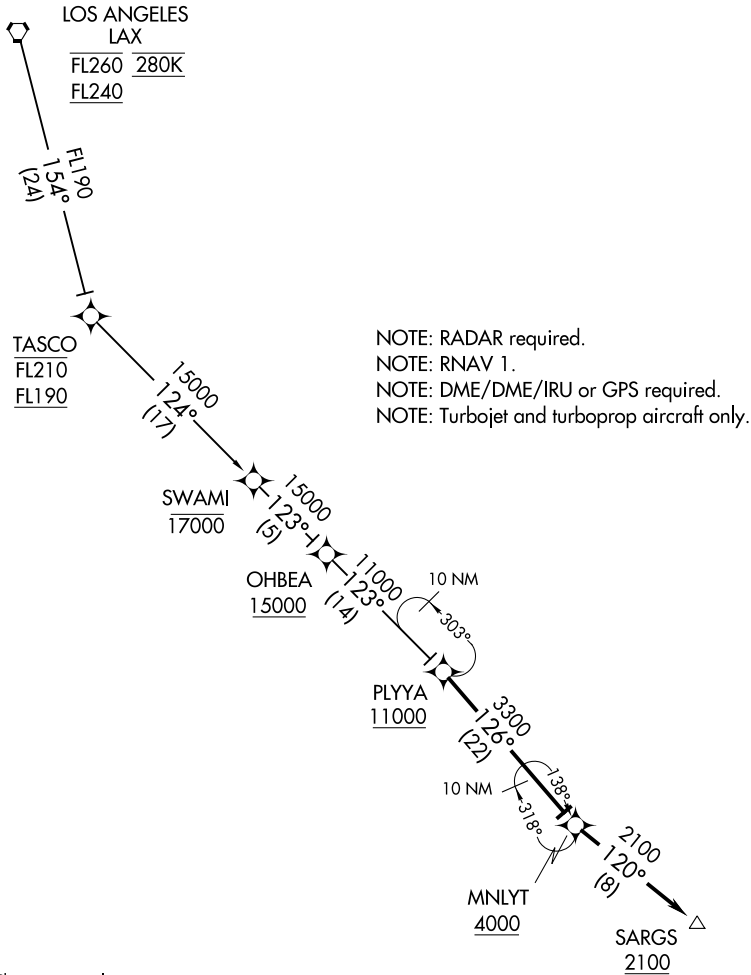 LOS ANGELES
LAX
FL260 280K
FL240
FL190
154°
(24)
TASCO
FL210
FL190
NOTE: RADAR required.
NOTE: RNAV 1.
NOTE: DME/DME/IRU or GPS required.
NOTE: Turbojet and turboprop aircraft only.
15000
124°
(17)
SWAMI
17000
15000
123°
(5)
OHBEA
15000
11000
123°
(14)
10 NM
303°
PLYYA
11000
3300
126°
(22)
10 NM
138°
318°
MNLYT
4000
2100
120°
(8)
SARGS
2100